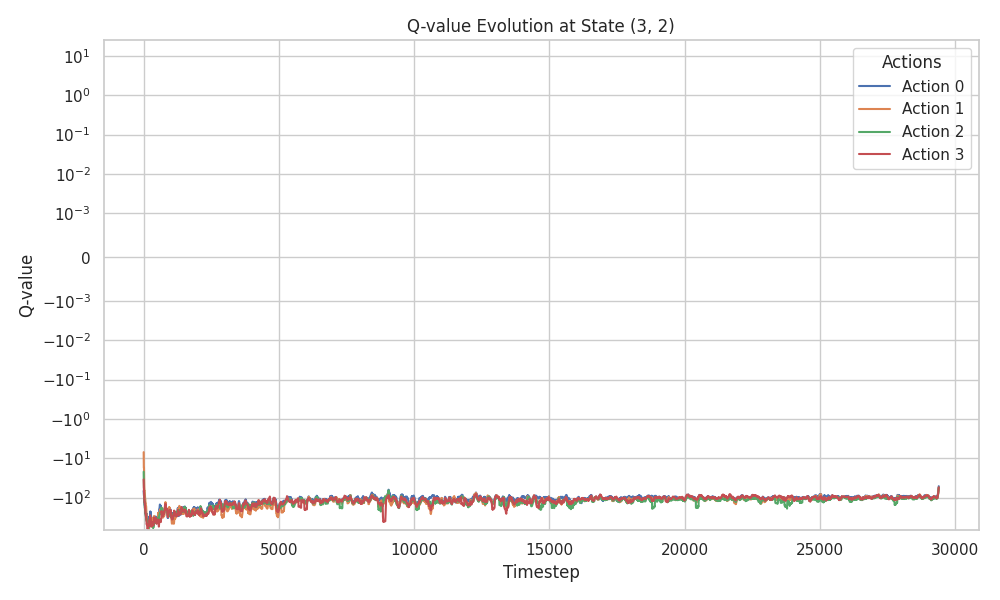 Q-value Evolution at State (3, 2)
Actions
Action 0
Action 1
Action 2
Action 3
Q-value
10¹
10⁰
10⁻¹
10⁻²
10⁻³
0
−10⁻³
−10⁻²
−10⁻¹
−10⁰
−10¹
−10²
0 5000 10000 15000 20000 25000 30000
Timestep